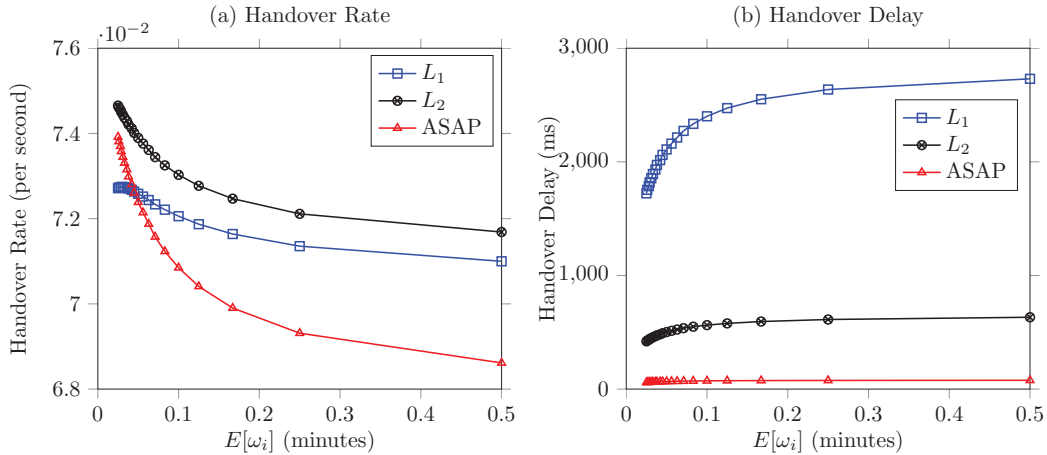 (a) Handover Rate
·10⁻²
7.6
7.4
7.2
7
6.8
0
0.1
0.2
0.3
0.4
0.5
Handover Rate (per second)
E[ωᵢ] (minutes)
L₁
L₂
ASAP
(b) Handover Delay
3,000
2,000
1,000
0
0
0.1
0.2
0.3
0.4
0.5
Handover Delay (ms)
E[ωᵢ] (minutes)
L₁
L₂
ASAP